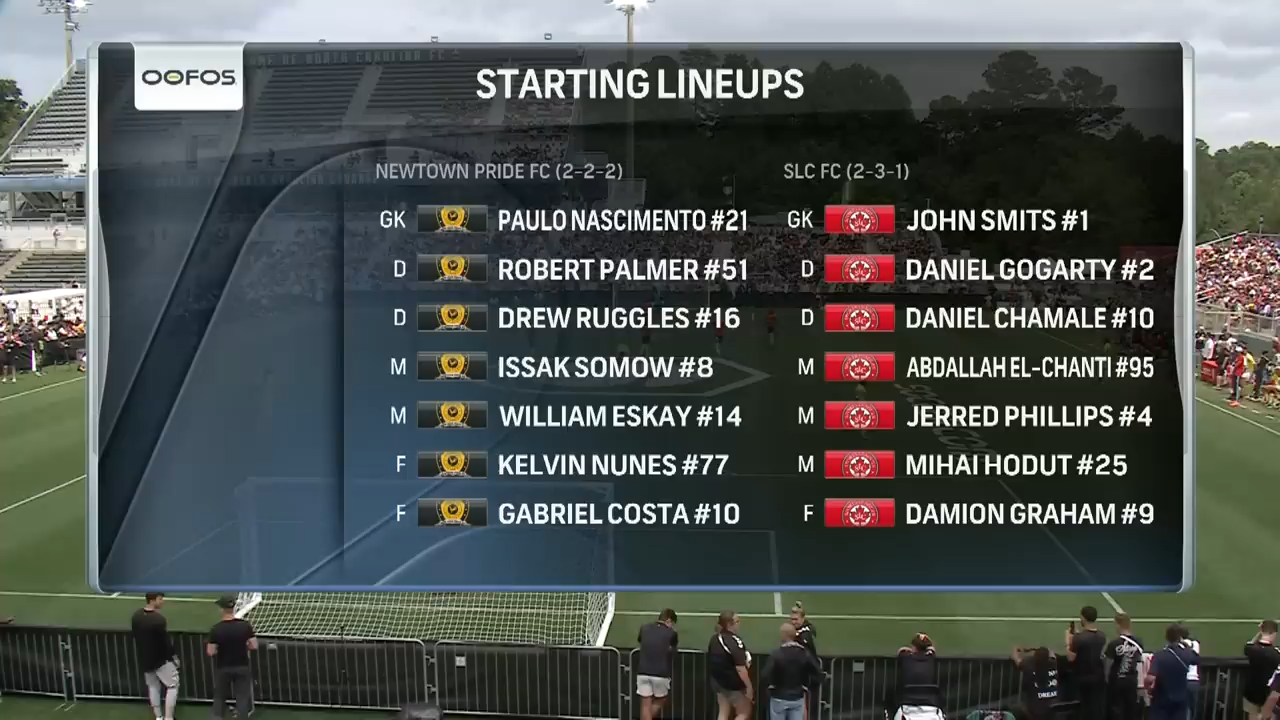 OOFOS
STARTING LINEUPS
NEWTOWN PRIDE FC (2-2-2)
GK PAULO NASCIMENTO #21
D ROBERT PALMER #51
D DREW RUGGLES #16
M ISSAK SOMOW #8
M WILLIAM ESKAY #14
F KELVIN NUNES #77
F GABRIEL COSTA #10
SLC FC (2-3-1)
GK JOHN SMITS #1
D DANIEL GOGARTY #2
D DANIEL CHAMALE #10
M ABDALLAH EL-CHANTI #95
M JERRED PHILLIPS #4
M MIHAI HODUT #25
F DAMION GRAHAM #9